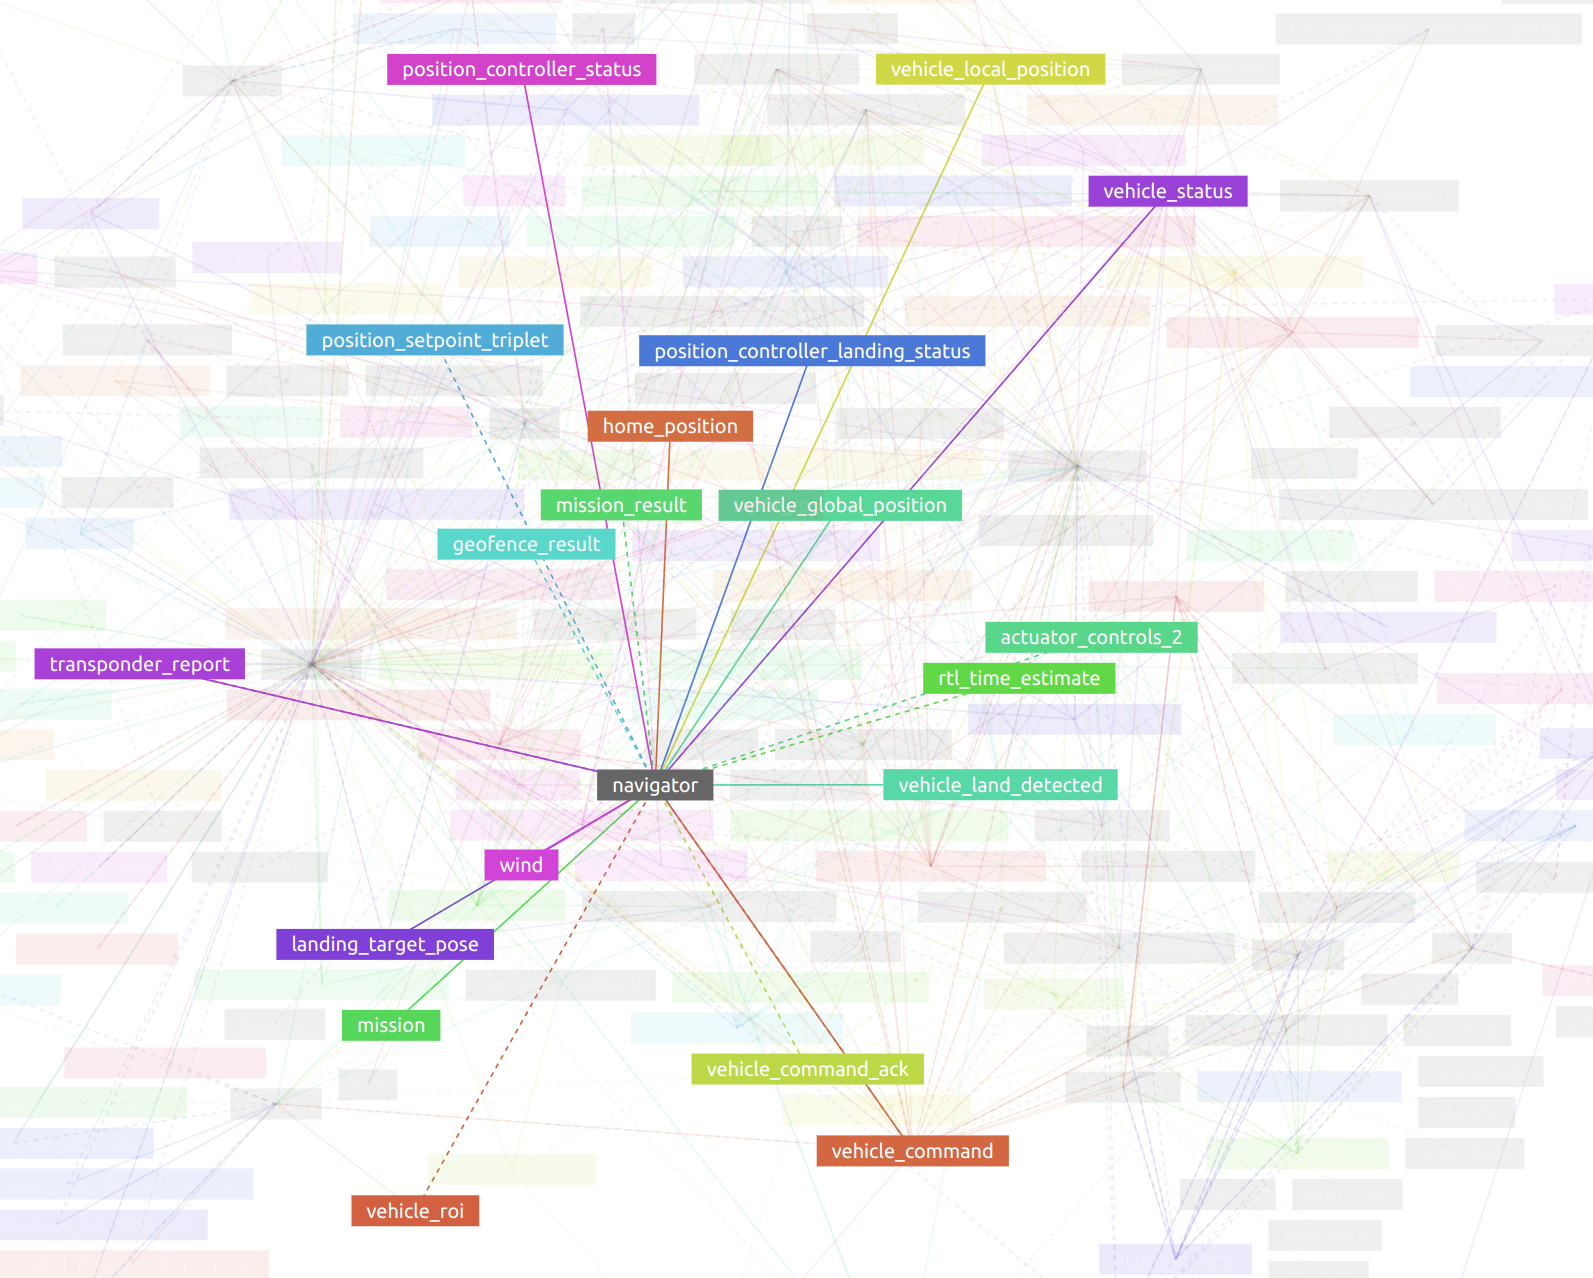 position_controller_status
vehicle_local_position
vehicle_status
position_setpoint_triplet
position_controller_landing_status
home_position
mission_result
vehicle_global_position
geofence_result
actuator_controls_2
transponder_report
rtl_time_estimate
navigator
vehicle_land_detected
wind
landing_target_pose
mission
vehicle_command_ack
vehicle_command
vehicle_roi